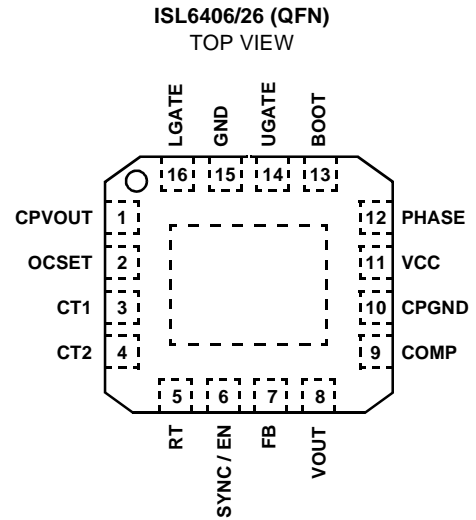 ISL6406/26 (QFN)
TOP VIEW
LGATE
GND
UGATE
BOOT
16
15
14
13
CPVOUT 1
12 PHASE
OCSET 2
11 VCC
CT1 3
10 CPGND
CT2 4
9 COMP
5
6
7
8
RT
SYNC / EN
FB
VOUT